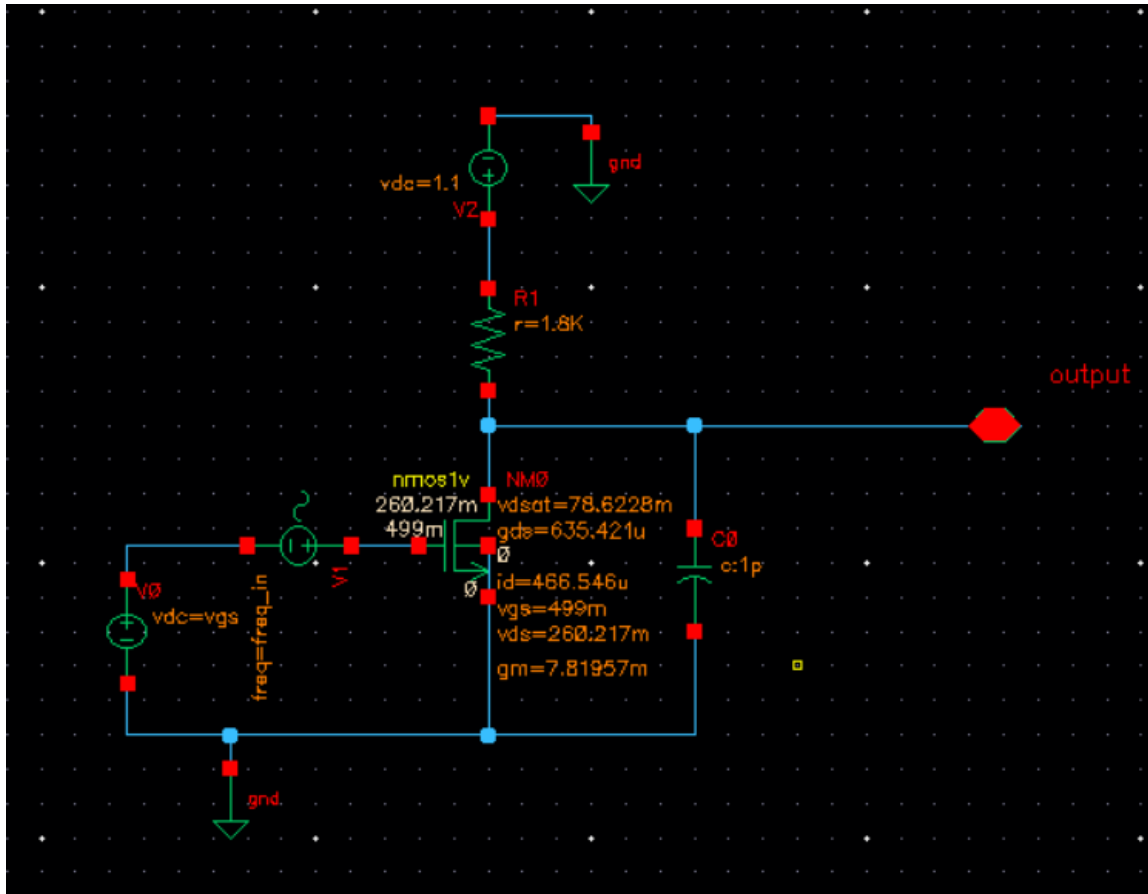 gnd
vdc=1.1
V2
R1
r=1.8K
output
nmos1v
NM0
260.217m
vdsat=78.6228m
499m
gds=635.421u
0
C0
c:1p
V1
0
id=466.546u
V0
vdc=vgs
vgs=499m
vds=260.217m
freq=freq_in
gm=7.81957m
gnd